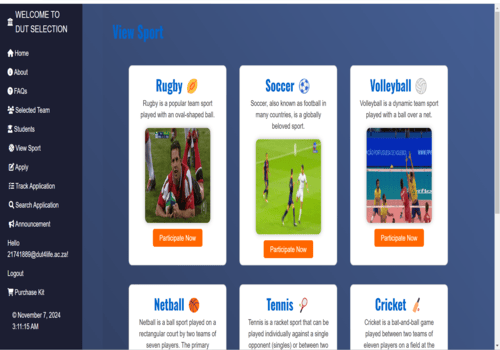 WELCOME TO
DUT SELECTION
Home
About
FAQs
Selected Team
Students
View Sport
Apply
Track Application
Search Application
Announcement
Hello
21741889@dut4life.ac.za!
Logout
Purchase Kit
© November 7, 2024
3:11:15 AM
View Sport
Rugby
Rugby is a popular team sport
played with an oval-shaped ball.
Participate Now
Soccer
Soccer, also known as football in
many countries, is a globally
beloved sport.
Participate Now
Volleyball
Volleyball is a dynamic team sport
played with a ball over a net.
Participate Now
Netball
Netball is a ball sport played on a
rectangular court by two teams of
seven players. The primary
Tennis
Tennis is a racket sport that can be
played individually against a single
opponent (singles) or between two
Cricket
Cricket is a bat-and-ball game
played between two teams of
eleven players on a field at the